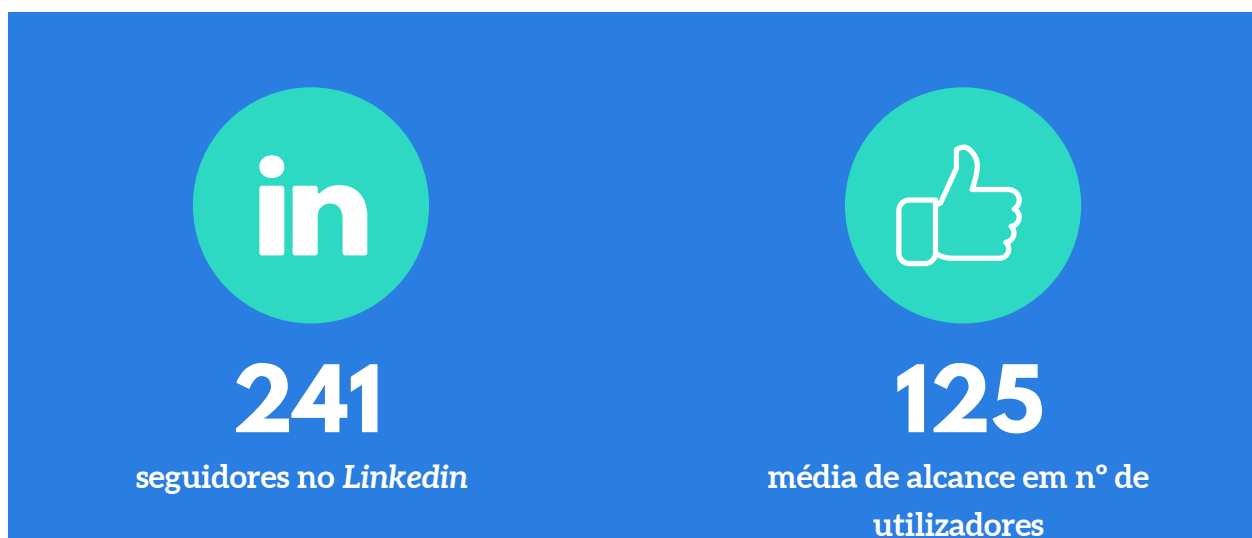 in
241
seguidores no Linkedin
125
média de alcance em nº de
utilizadores